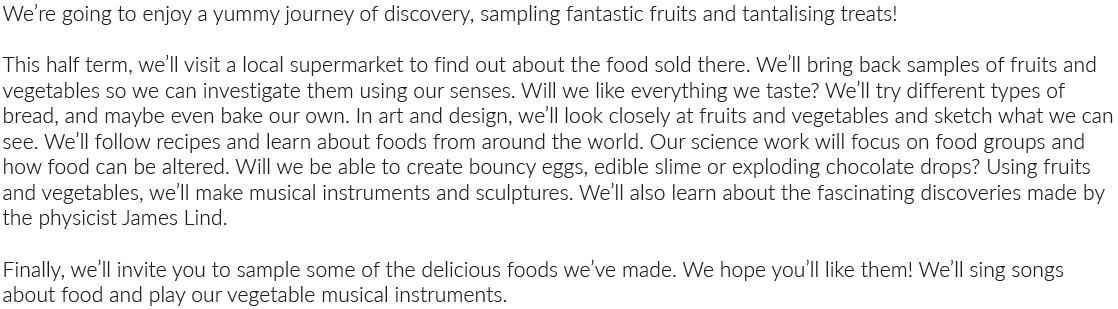 We’re going to enjoy a yummy journey of discovery, sampling fantastic fruits and tantalising treats!
This half term, we’ll visit a local supermarket to find out about the food sold there. We’ll bring back samples of fruits and
vegetables so we can investigate them using our senses. Will we like everything we taste? We’ll try different types of
bread, and maybe even bake our own. In art and design, we’ll look closely at fruits and vegetables and sketch what we can
see. We’ll follow recipes and learn about foods from around the world. Our science work will focus on food groups and
how food can be altered. Will we be able to create bouncy eggs, edible slime or exploding chocolate drops? Using fruits
and vegetables, we’ll make musical instruments and sculptures. We’ll also learn about the fascinating discoveries made by
the physicist James Lind.
Finally, we’ll invite you to sample some of the delicious foods we’ve made. We hope you’ll like them! We’ll sing songs
about food and play our vegetable musical instruments.